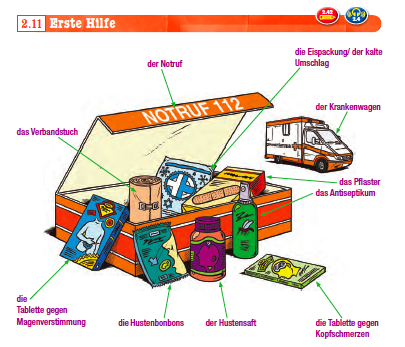 2.11 Erste Hilfe
2.42
2.4
die Eispackung/ der kalte
Umschlag
der Notruf
NOTRUF 112
der Krankenwagen
das Verbandstuch
das Pflaster
das Antiseptikum
die
Tablette gegen
Magenverstimmung
die Hustenbonbons
der Hustensaft
die Tablette gegen
Kopfschmerzen